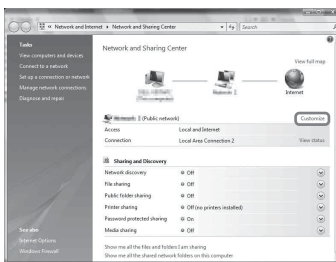 « Network and Internet ▸ Network and Sharing Center
Search
Tasks
View computers and devices
Connect to a network
Set up a connection or network
Manage network connections
Diagnose and repair
See also
Internet Options
Windows Firewall
Network and Sharing Center
View full map
Internet
(Public network)
Customize
Access Local and Internet
Connection Local Area Connection 2 View status
Sharing and Discovery
Network discovery Off
File sharing Off
Public folder sharing Off
Printer sharing Off (no printers installed)
Password protected sharing On
Media sharing Off
Show me all the files and folders I am sharing
Show me all the shared network folders on this computer